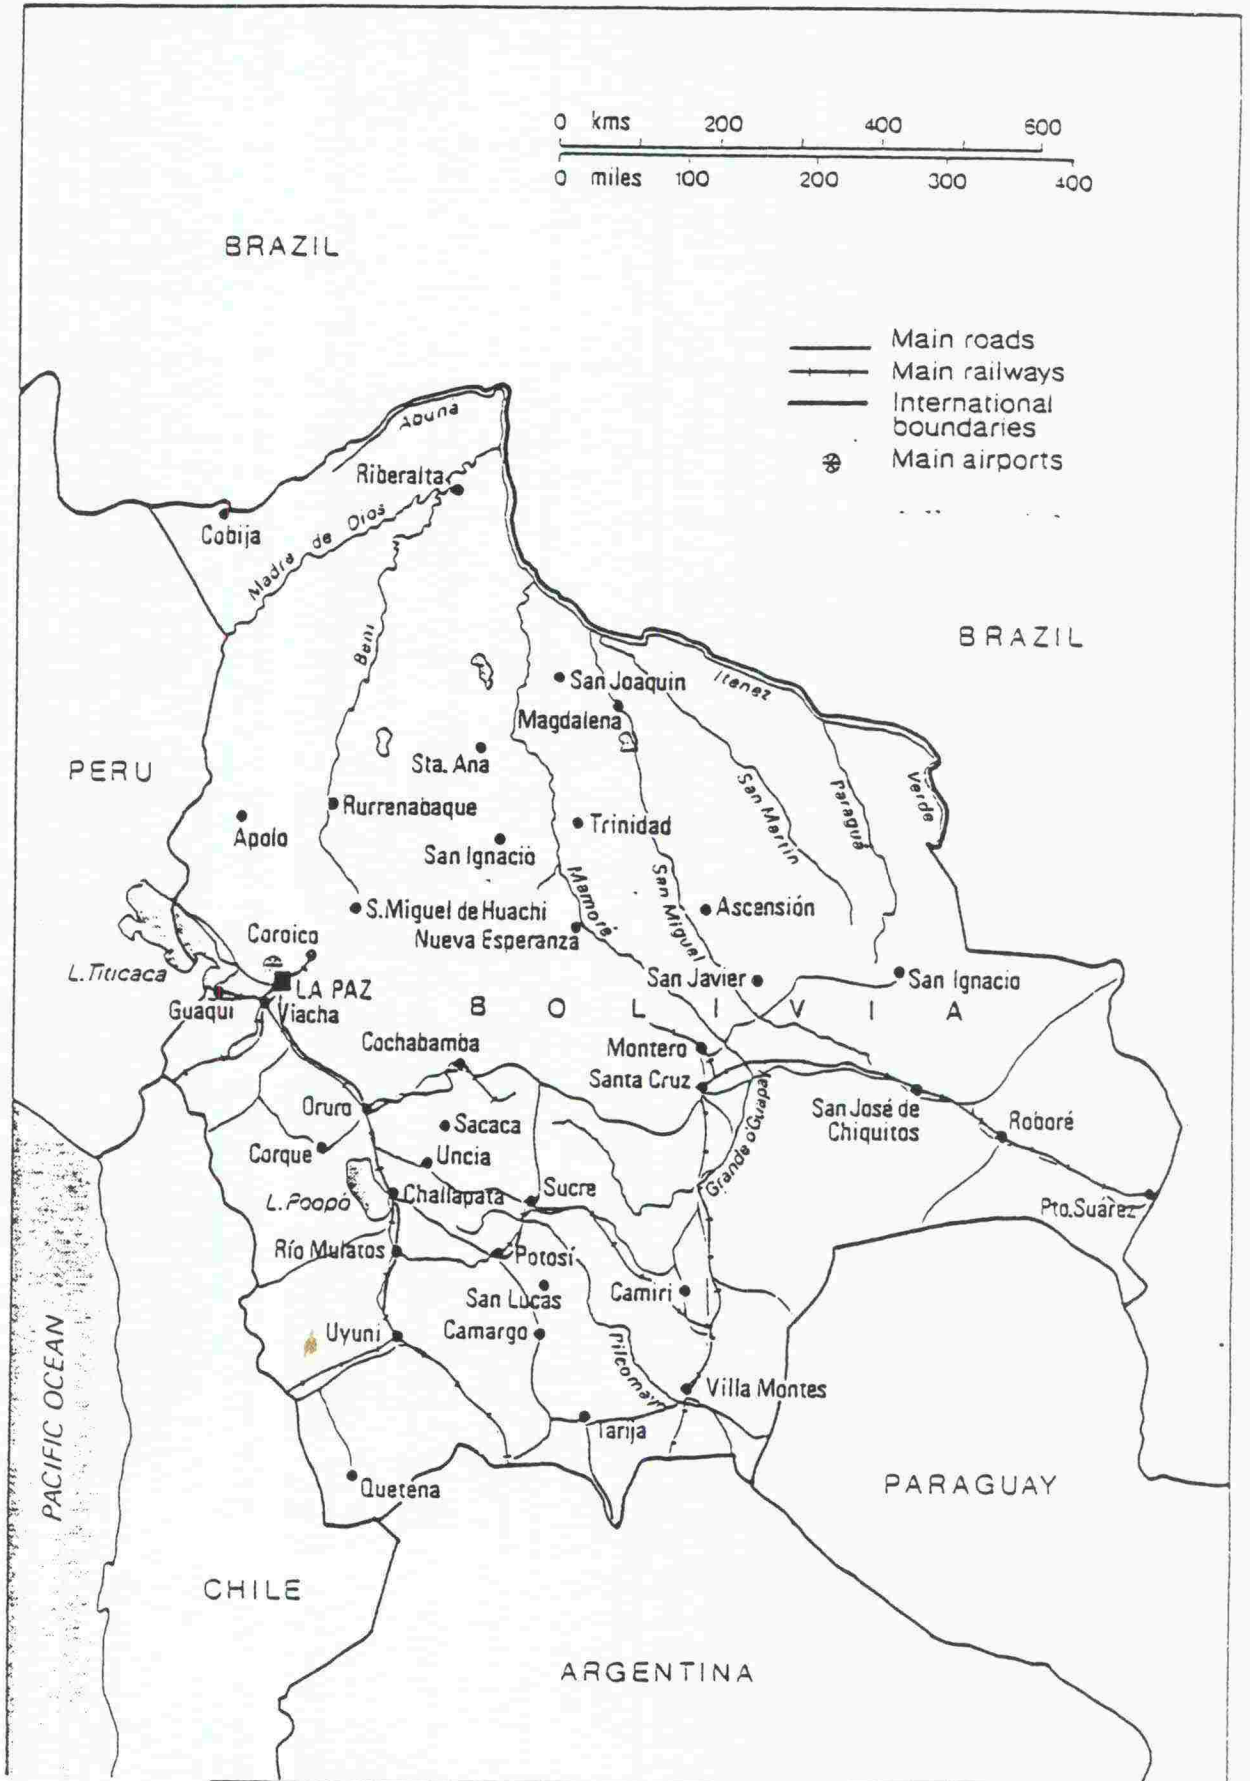 0 kms 200 400 600
0 miles 100 200 300 400
BRAZIL
Main roads
Main railways
International
boundaries
Main airports
Abuna
Riberalta
Cobija
Madra de Dios
Beni
BRAZIL
San Joaquin
Itenez
Magdalena
PERU
Sta. Ana
San Martin
Paraguá
Verde
Rurrenabaque
Apolo
Trinidad
San Ignacio
Mamoré
San Miguel
S.Miguel de Huachi
Ascensión
Nueva Esperanza
Coroico
L.Titicaca
LA PAZ
San Javier
San Ignacio
Guaqui
Viacha
BOLIVIA
Cochabamba
Montero
Santa Cruz
Oruro
Grande o'Guapay
San José de
Chiquitos
Sacaca
Roboré
Corque
Uncia
L.Poopó
Challapata
Sucre
Pto.Suárez
Río Mulatos
Potosí
San Lucas
Camiri
Uyuni
Camargo
PACIFIC OCEAN
Villa Montes
Tarija
Quetena
PARAGUAY
CHILE
ARGENTINA